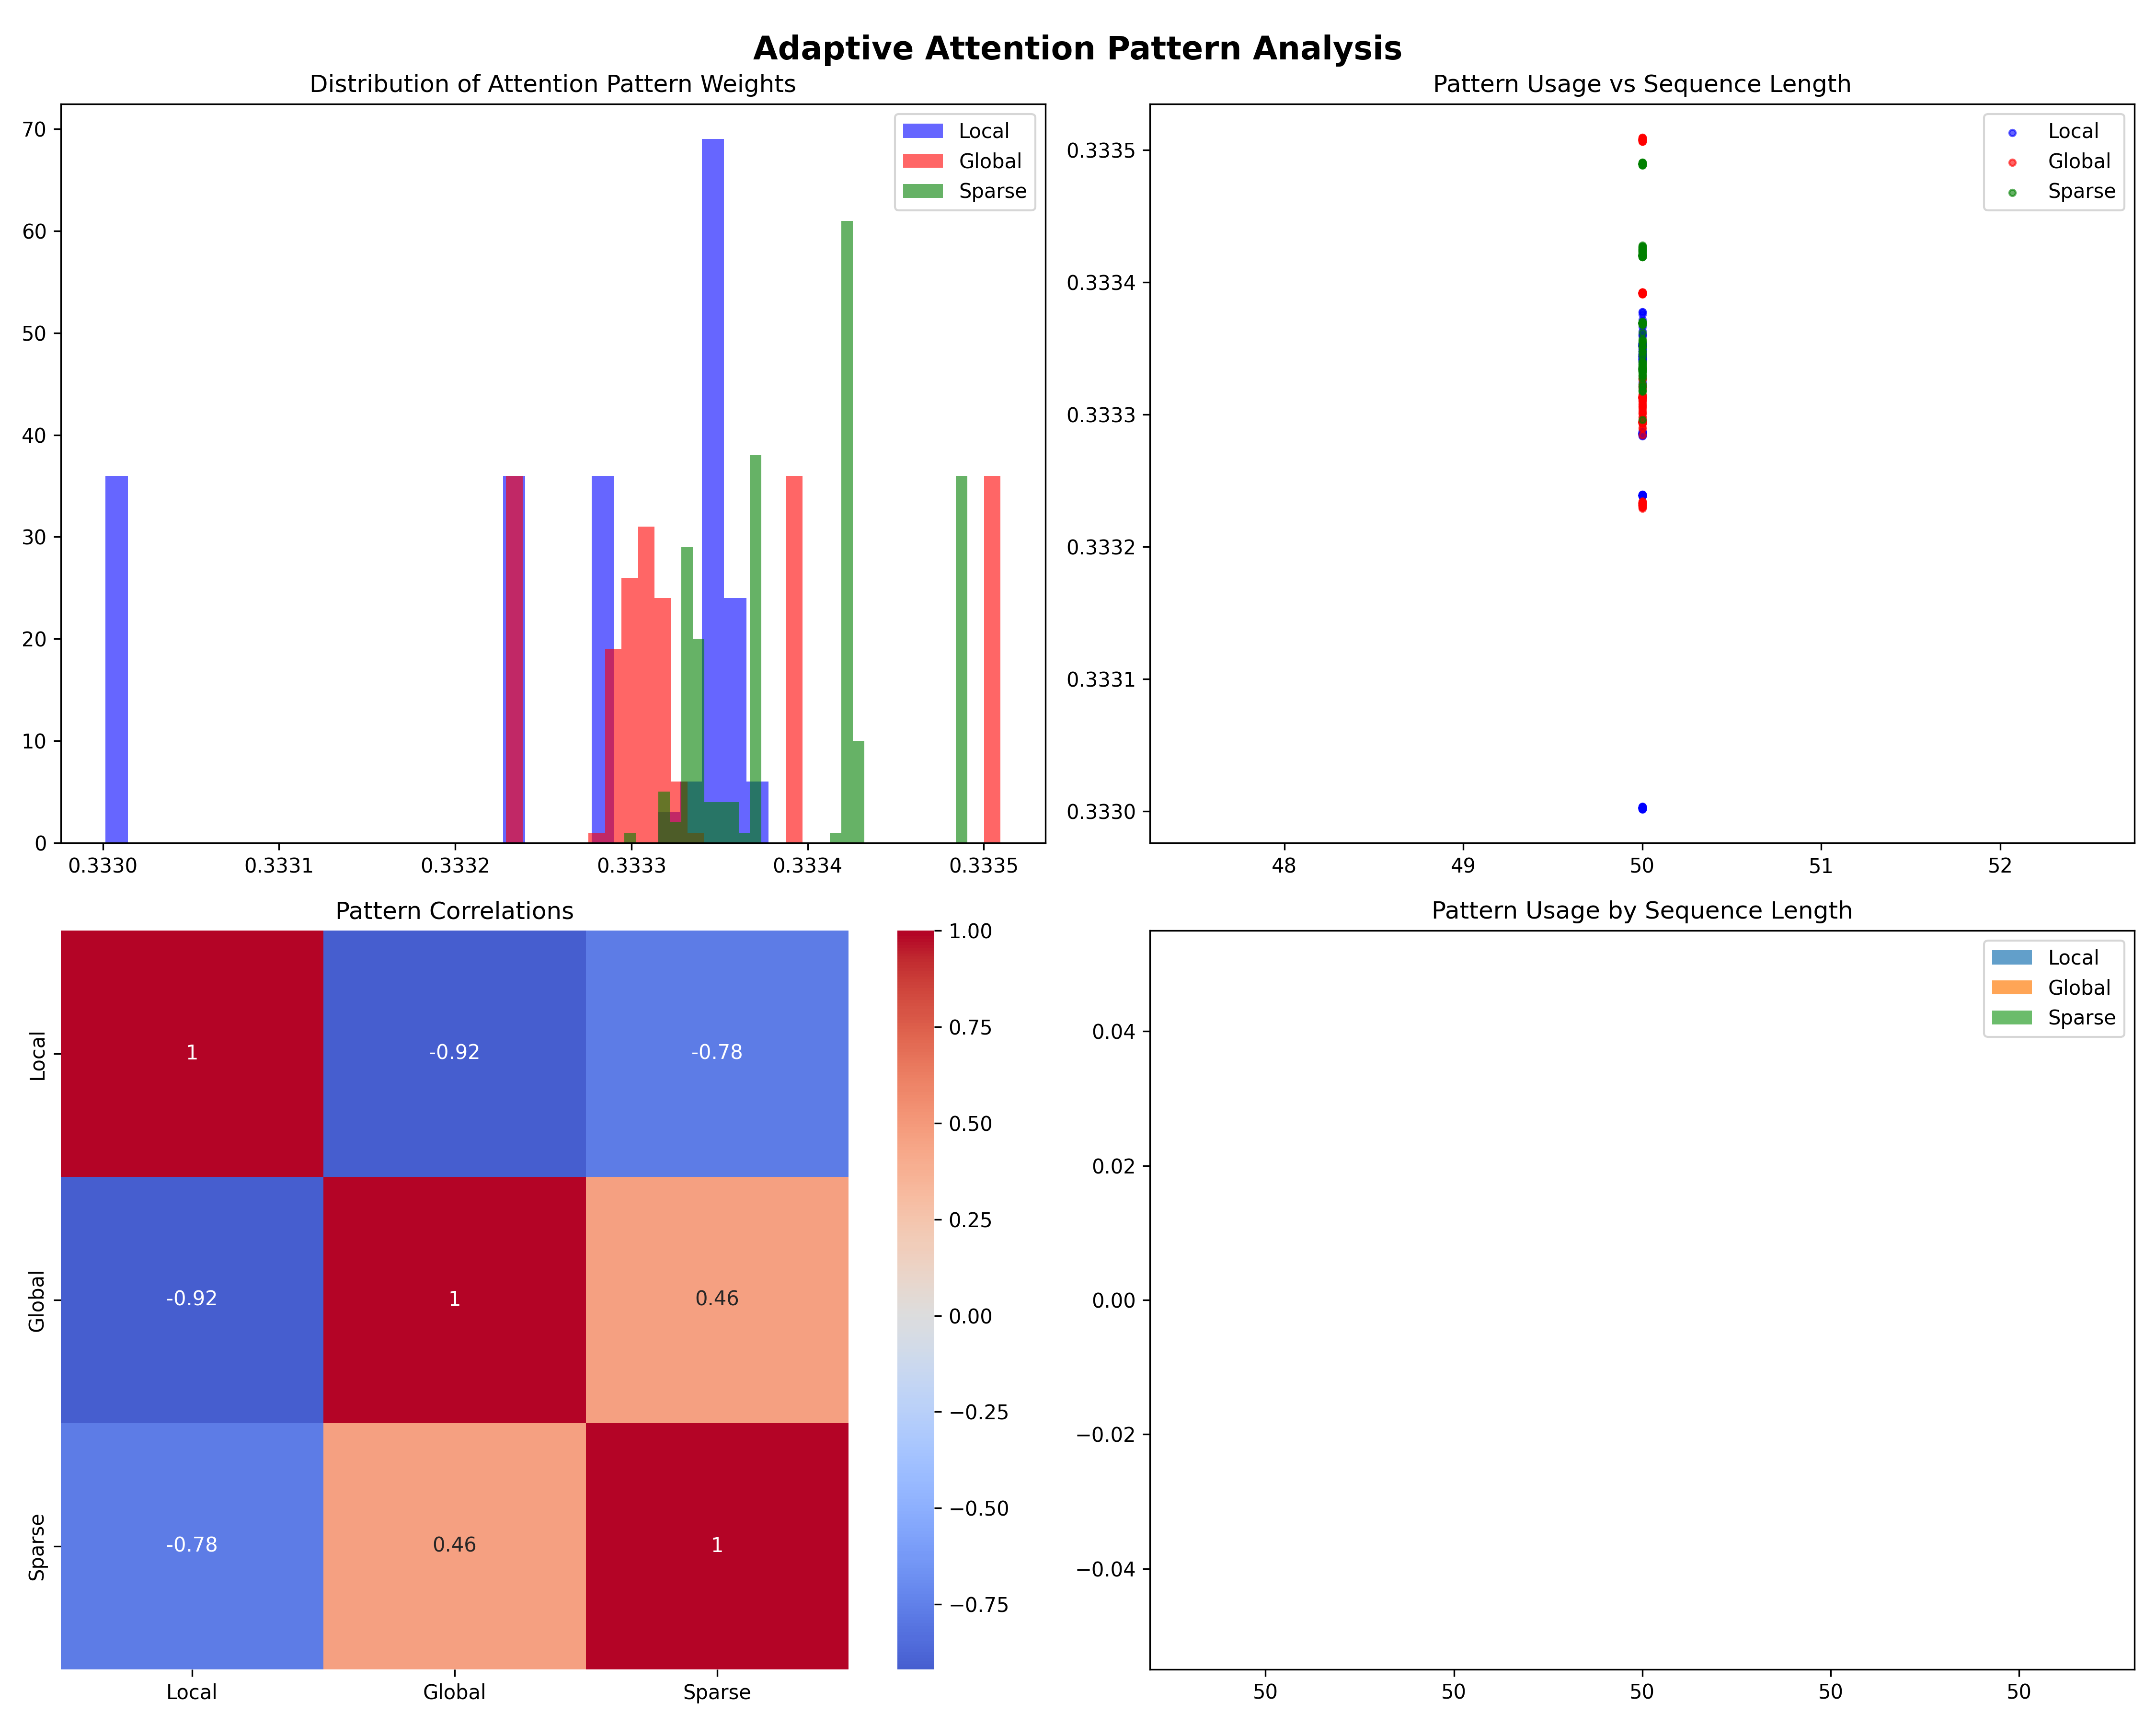 Adaptive Attention Pattern Analysis
Distribution of Attention Pattern Weights
70
60
50
40
30
20
10
0
0.3330
0.3331
0.3332
0.3333
0.3334
0.3335
Local
Global
Sparse
Pattern Usage vs Sequence Length
0.3335
0.3334
0.3333
0.3332
0.3331
0.3330
48
49
50
51
52
Local
Global
Sparse
Pattern Correlations
Local
Global
Sparse
1
-0.92
-0.78
-0.92
1
0.46
-0.78
0.46
1
Local
Global
Sparse
1.00
0.75
0.50
0.25
0.00
−0.25
−0.50
−0.75
Pattern Usage by Sequence Length
0.04
0.02
0.00
−0.02
−0.04
50
50
50
50
50
Local
Global
Sparse